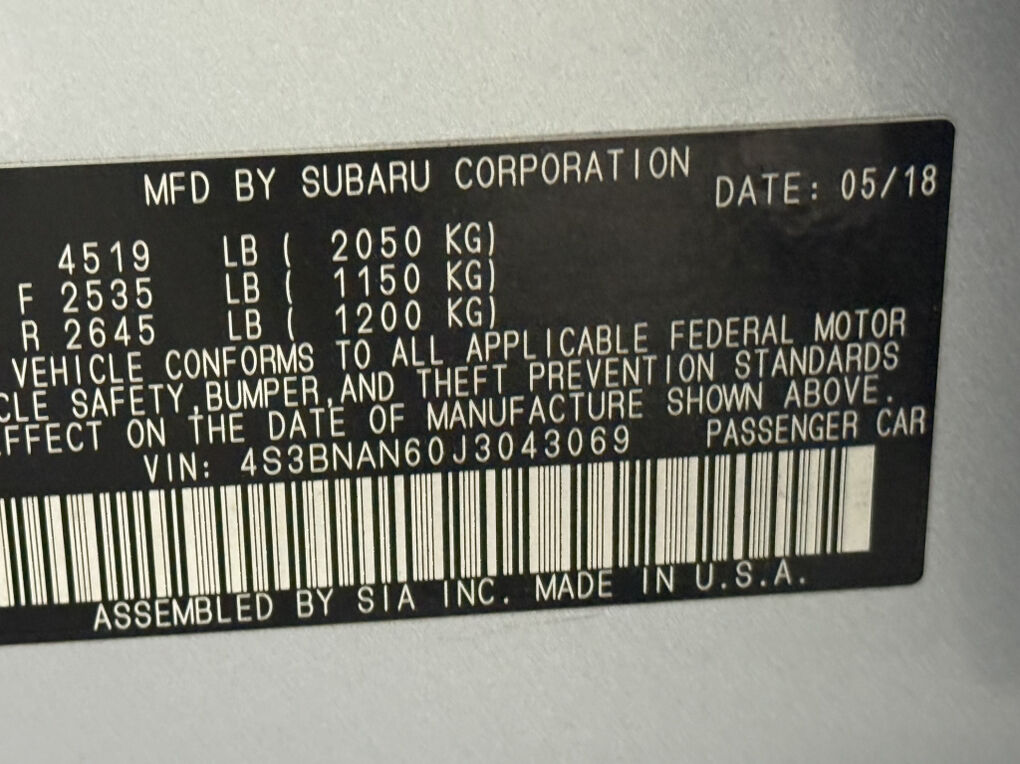 MFD BY SUBARU CORPORATION DATE: 05/18
4519 LB ( 2050 KG)
F 2535 LB ( 1150 KG)
R 2645 LB ( 1200 KG)
VEHICLE CONFORMS TO ALL APPLICABLE FEDERAL MOTOR
CLE SAFETY,BUMPER,AND THEFT PREVENTION STANDARDS
EFFECT ON THE DATE OF MANUFACTURE SHOWN ABOVE.
VIN: 4S3BNAN60J3043069 PASSENGER CAR
ASSEMBLED BY SIA INC. MADE IN U.S.A.